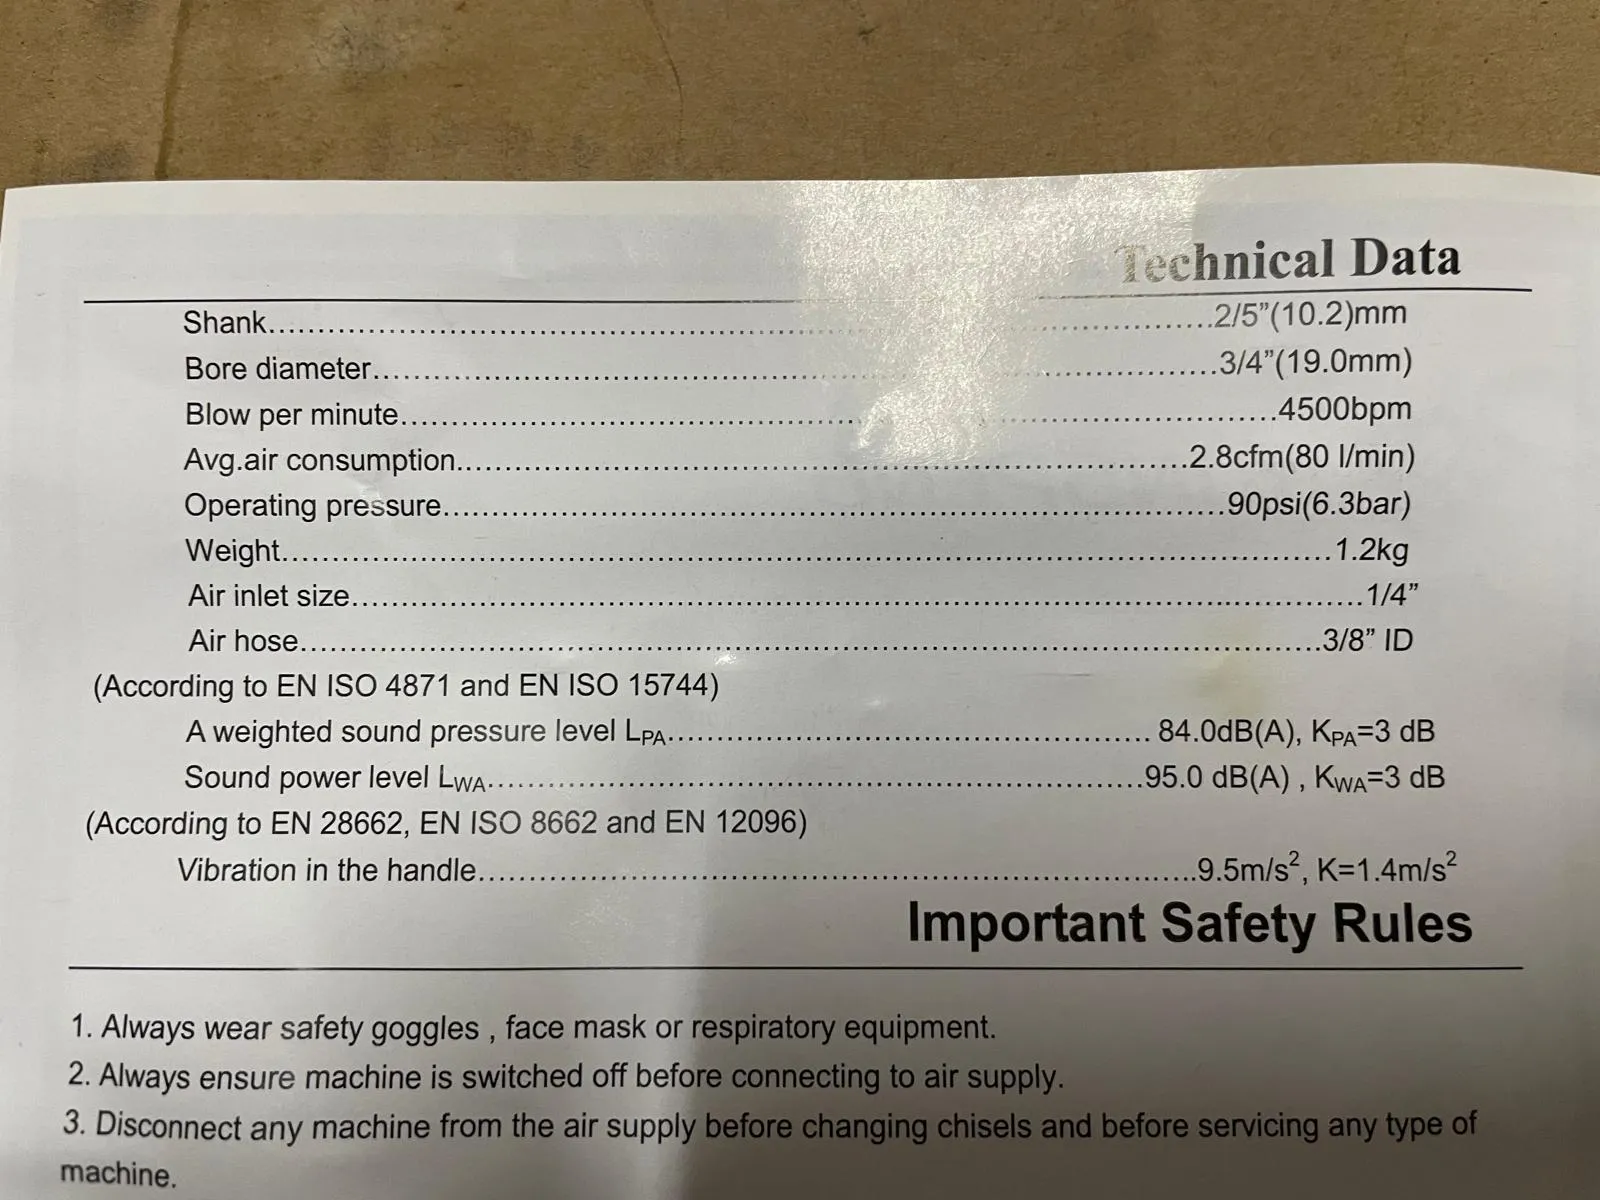 Technical Data
Shank..........2/5”(10.2)mm
Bore diameter..........3/4”(19.0mm)
Blow per minute..........4500bpm
Avg.air consumption..........2.8cfm(80 l/min)
Operating pressure..........90psi(6.3bar)
Weight..........1.2kg
Air inlet size..........1/4”
Air hose..........3/8” ID
(According to EN ISO 4871 and EN ISO 15744)
A weighted sound pressure level LPA.......... 84.0dB(A), KPA=3 dB
Sound power level LWA..........95.0 dB(A) , KWA=3 dB
(According to EN 28662, EN ISO 8662 and EN 12096)
Vibration in the handle..........9.5m/s², K=1.4m/s²
Important Safety Rules
1. Always wear safety goggles , face mask or respiratory equipment.
2. Always ensure machine is switched off before connecting to air supply.
3. Disconnect any machine from the air supply before changing chisels and before servicing any type of
machine.